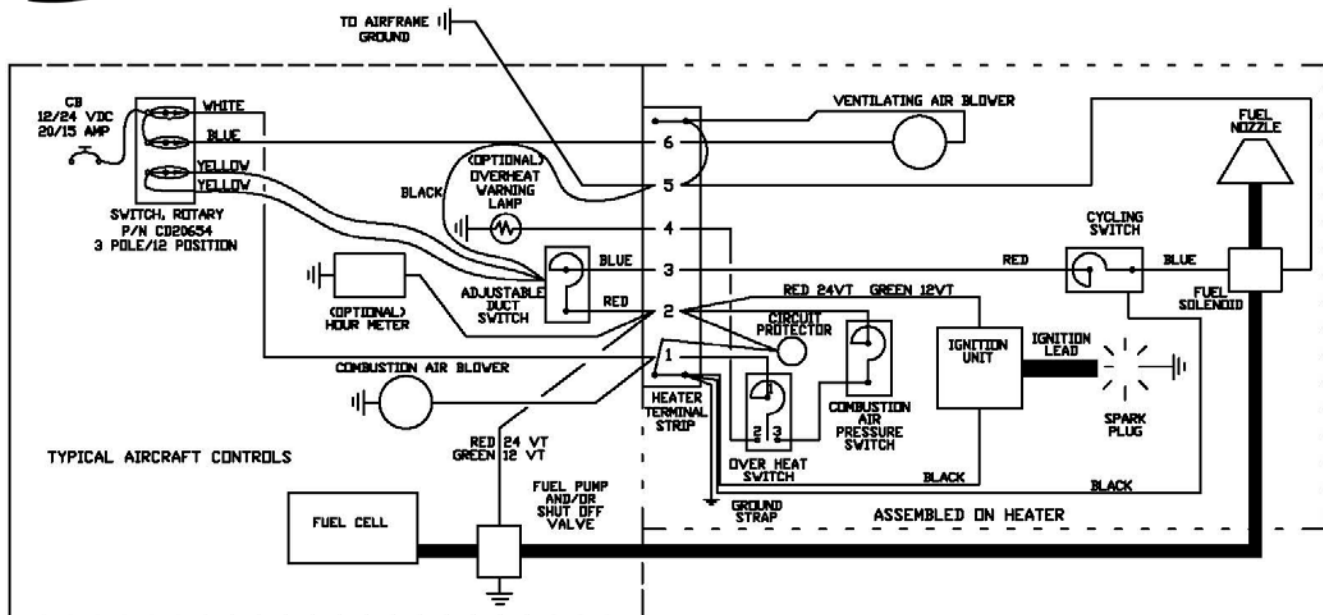 TO AIRFRAME
GROUND
CB
12/24 VDC
20/15 AMP
WHITE
BLUE
YELLOW
YELLOW
SWITCH, ROTARY
P/N CD20654
3 POLE/12 POSITION
BLACK
(OPTIONAL)
OVERHEAT
WARNING
LAMP
(OPTIONAL)
HOUR METER
ADJUSTABLE
DUCT
SWITCH
BLUE
RED
COMBUSTION AIR BLOWER
RED 24 VT
GREEN 12 VT
TYPICAL AIRCRAFT CONTROLS
FUEL CELL
FUEL PUMP
AND/OR
SHUT OFF
VALVE
6
5
4
3
2
1
HEATER
TERMINAL
STRIP
VENTILATING AIR BLOWER
FUEL
NOZZLE
CYCLING
SWITCH
RED
BLUE
FUEL
SOLENOID
RED 24VT GREEN 12VT
CIRCUIT
PROTECTOR
IGNITION
UNIT
IGNITION
LEAD
SPARK
PLUG
COMBUSTION
AIR
PRESSURE
SWITCH
1
2 3
OVER HEAT
SWITCH
BLACK
BLACK
GROUND
STRAP
ASSEMBLED ON HEATER